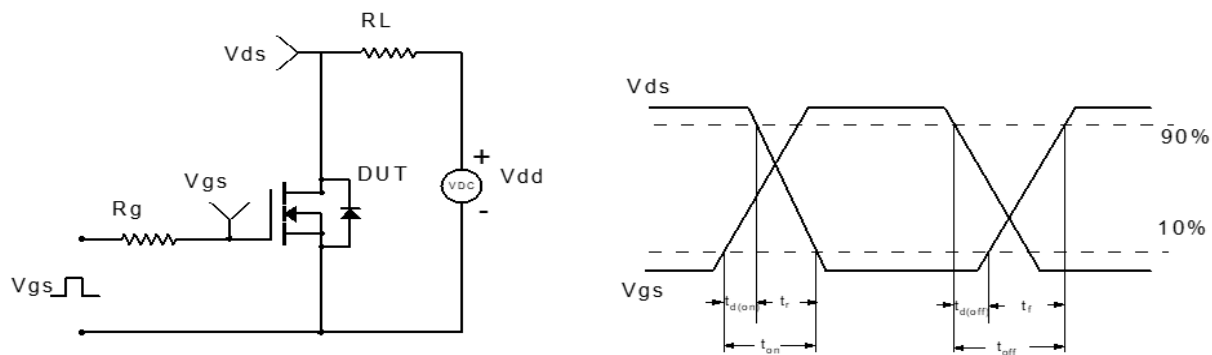 RL
Vds
Vgs
DUT
VDC
+
Vdd
-
Rg
Vgs
Vds
90%
10%
Vgs
td(on)
tr
td(off)
tf
ton
toff